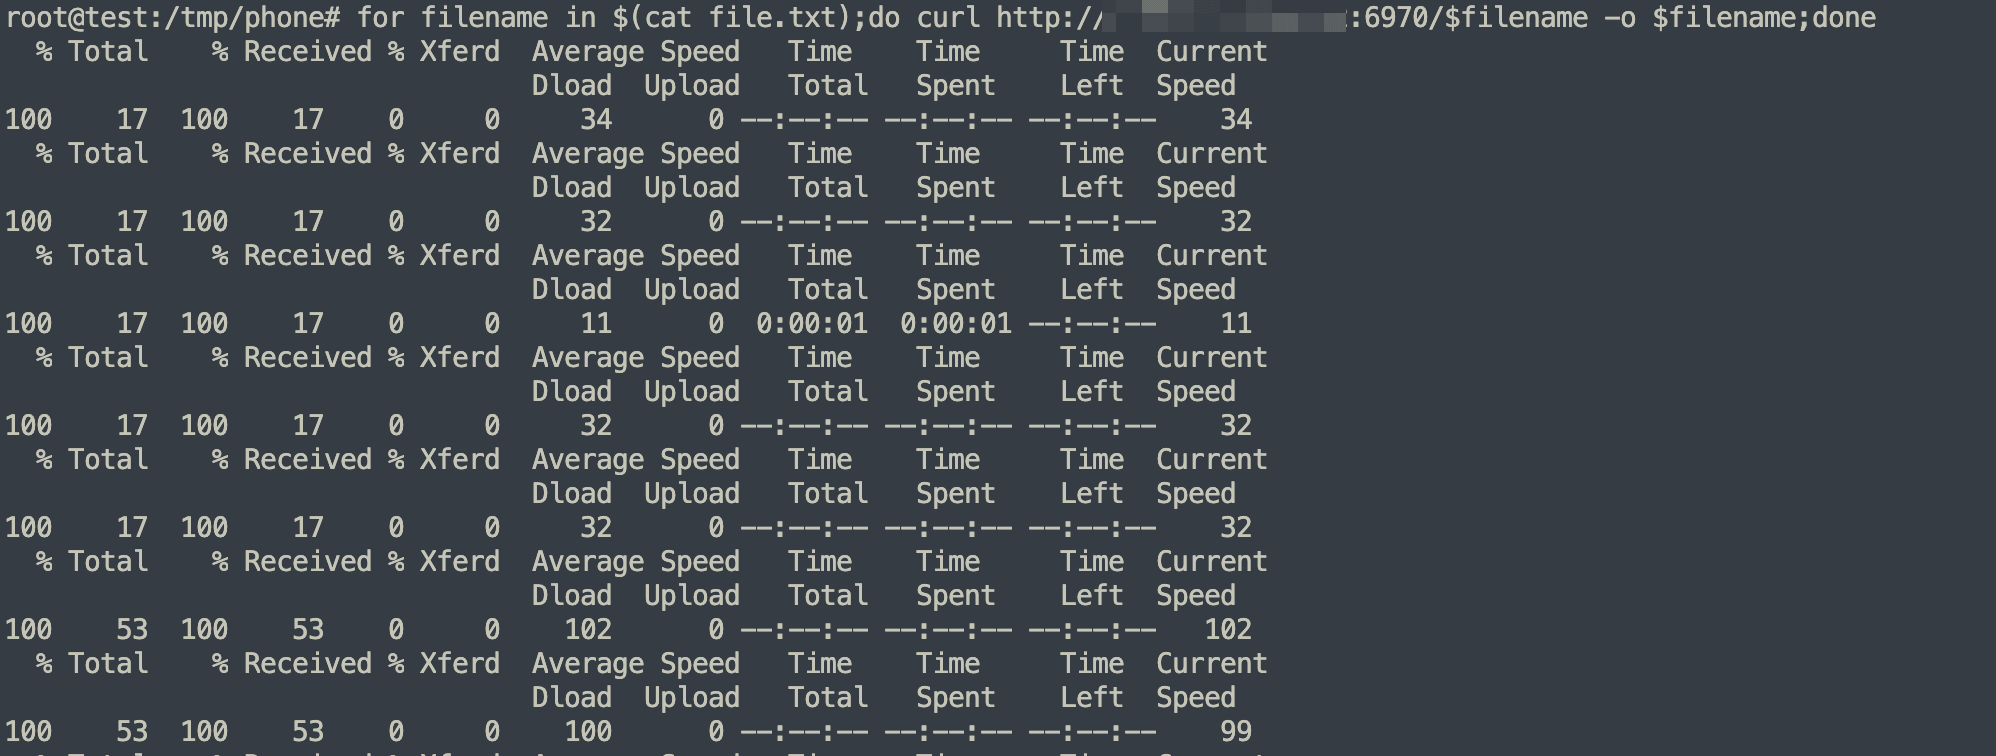 root@test:/tmp/phone# for filename in $(cat file.txt);do curl http:// :6970/$filename -o $filename;done
% Total % Received % Xferd Average Speed Time Time Time Current
Dload Upload Total Spent Left Speed
100 17 100 17 0 0 34 0 --:--:-- --:--:-- --:--:-- 34
% Total % Received % Xferd Average Speed Time Time Time Current
Dload Upload Total Spent Left Speed
100 17 100 17 0 0 32 0 --:--:-- --:--:-- --:--:-- 32
% Total % Received % Xferd Average Speed Time Time Time Current
Dload Upload Total Spent Left Speed
100 17 100 17 0 0 11 0 0:00:01 0:00:01 --:--:-- 11
% Total % Received % Xferd Average Speed Time Time Time Current
Dload Upload Total Spent Left Speed
100 17 100 17 0 0 32 0 --:--:-- --:--:-- --:--:-- 32
% Total % Received % Xferd Average Speed Time Time Time Current
Dload Upload Total Spent Left Speed
100 17 100 17 0 0 32 0 --:--:-- --:--:-- --:--:-- 32
% Total % Received % Xferd Average Speed Time Time Time Current
Dload Upload Total Spent Left Speed
100 53 100 53 0 0 102 0 --:--:-- --:--:-- --:--:-- 102
% Total % Received % Xferd Average Speed Time Time Time Current
Dload Upload Total Spent Left Speed
100 53 100 53 0 0 100 0 --:--:-- --:--:-- --:--:-- 99
% Total % Received % Xferd Average Speed Time Time Time Current